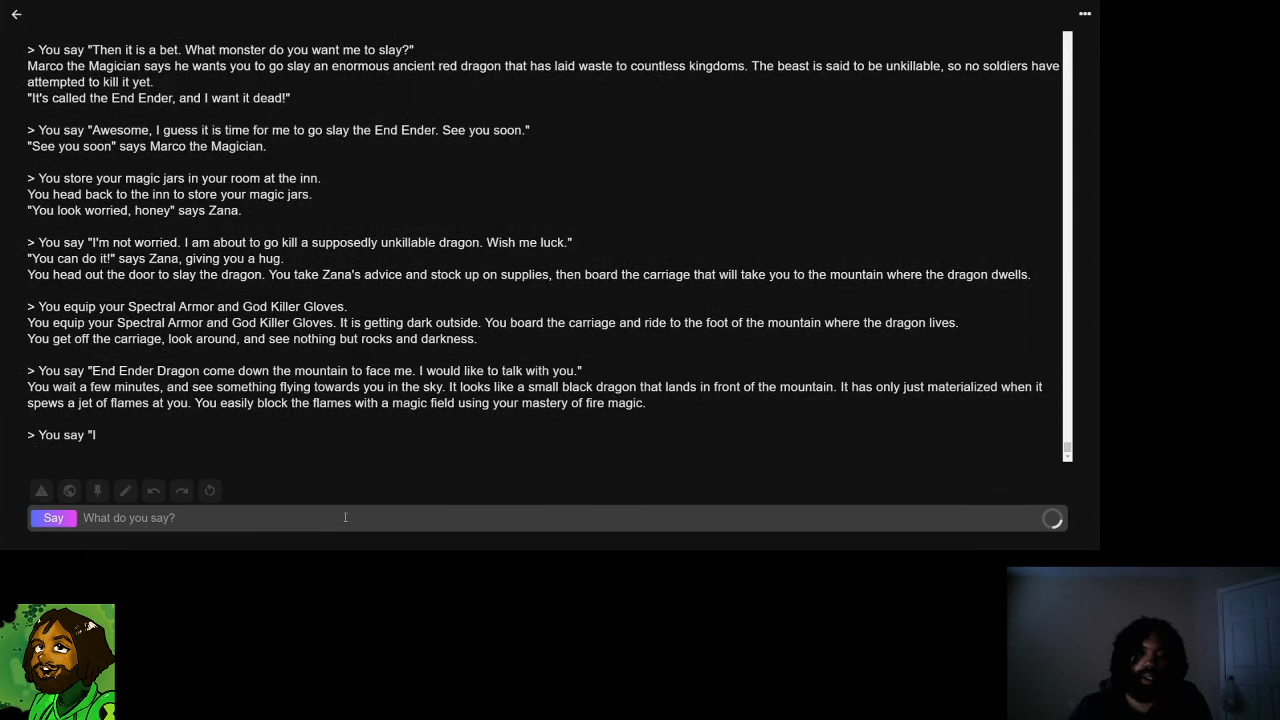 > You say "Then it is a bet. What monster do you want me to slay?"
Marco the Magician says he wants you to go slay an enormous ancient red dragon that has laid waste to countless kingdoms. The beast is said to be unkillable, so no soldiers have
attempted to kill it yet.
"It's called the End Ender, and I want it dead!"
> You say "Awesome, I guess it is time for me to go slay the End Ender. See you soon."
"See you soon" says Marco the Magician.
> You store your magic jars in your room at the inn.
You head back to the inn to store your magic jars.
"You look worried, honey" says Zana.
> You say "I'm not worried. I am about to go kill a supposedly unkillable dragon. Wish me luck."
"You can do it!" says Zana, giving you a hug.
You head out the door to slay the dragon. You take Zana's advice and stock up on supplies, then board the carriage that will take you to the mountain where the dragon dwells.
> You equip your Spectral Armor and God Killer Gloves.
You equip your Spectral Armor and God Killer Gloves. It is getting dark outside. You board the carriage and ride to the foot of the mountain where the dragon lives.
You get off the carriage, look around, and see nothing but rocks and darkness.
> You say "End Ender Dragon come down the mountain to face me. I would like to talk with you."
You wait a few minutes, and see something flying towards you in the sky. It looks like a small black dragon that lands in front of the mountain. It has only just materialized when it
spews a jet of flames at you. You easily block the flames with a magic field using your mastery of fire magic.
> You say "I
Say What do you say?